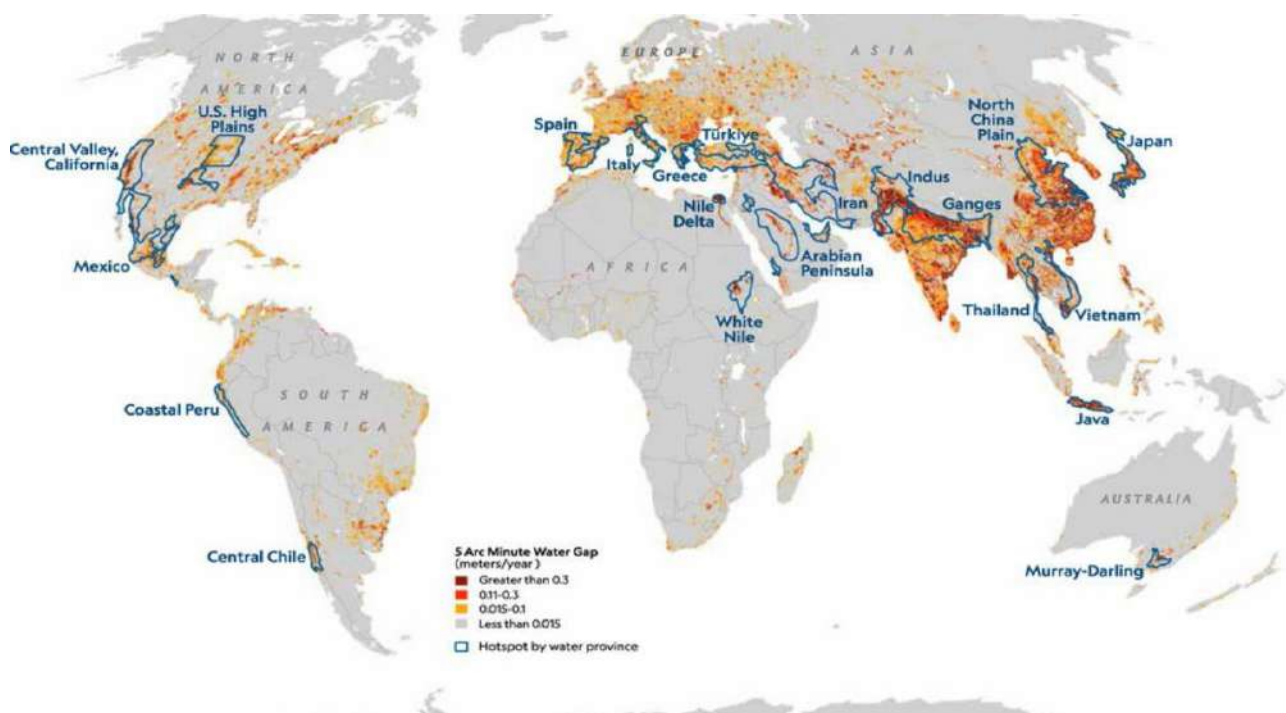 NORTH
AMERICA
EUROPE
ASIA
U.S. High
Plains
Central Valley,
California
Spain
Italy
Greece
Türkiye
North
China
Plain
Japan
Indus
Iran
Ganges
Nile
Delta
Arabian
Peninsula
Mexico
AFRICA
White
Nile
Thailand
Vietnam
Coastal Peru
SOUTH
AMERICA
Java
AUSTRALIA
Central Chile
Murray-Darling
5 Arc Minute Water Gap
(meters/year)
Greater than 0.3
0.11-0.3
0.015-0.1
Less than 0.015
Hotspot by water province